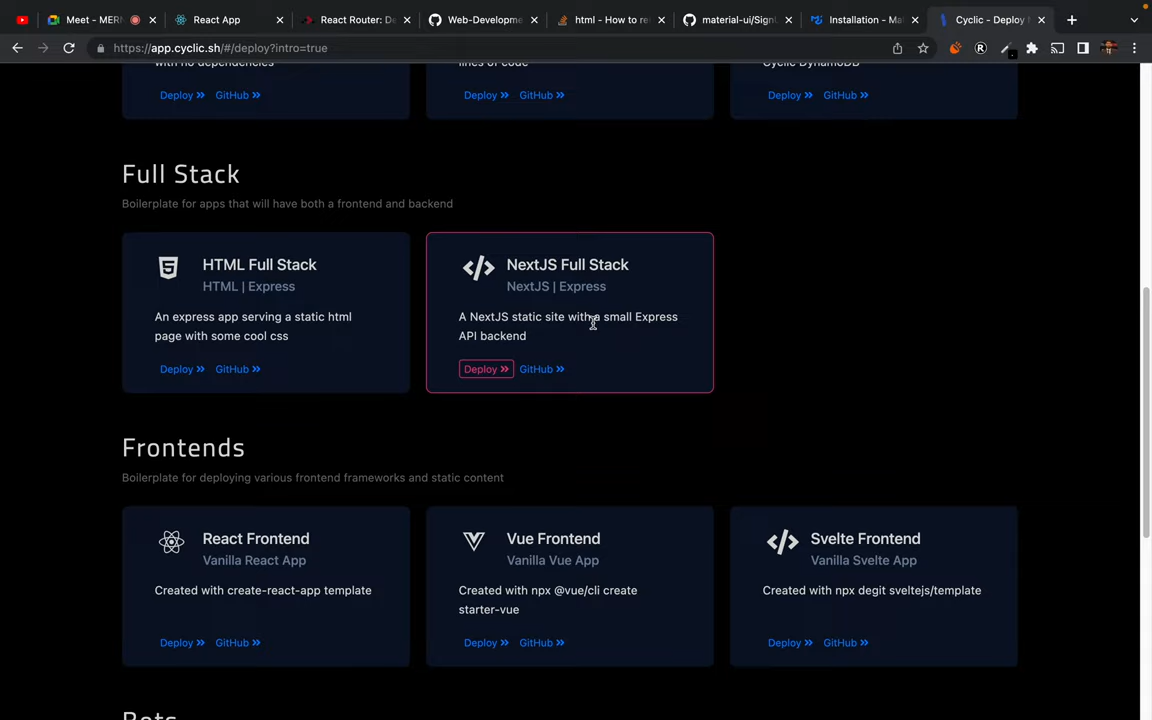 Meet - MERN
React App
React Router: De
Web-Developme
html - How to re
material-ui/SignU
Installation - Ma
Cyclic - Deploy
https://app.cyclic.sh/#/deploy?intro=true
with no dependencies
lines of code
Cyclic DynamoDB
Deploy GitHub
Deploy GitHub
Deploy GitHub
Full Stack
Boilerplate for apps that will have both a frontend and backend
HTML Full Stack
HTML | Express
An express app serving a static html
page with some cool css
Deploy GitHub
NextJS Full Stack
NextJS | Express
A NextJS static site with a small Express
API backend
Deploy GitHub
Frontends
Boilerplate for deploying various frontend frameworks and static content
React Frontend
Vanilla React App
Created with create-react-app template
Deploy GitHub
Vue Frontend
Vanilla Vue App
Created with npx @vue/cli create
starter-vue
Deploy GitHub
Svelte Frontend
Vanilla Svelte App
Created with npx degit sveltejs/template
Deploy GitHub
Bots